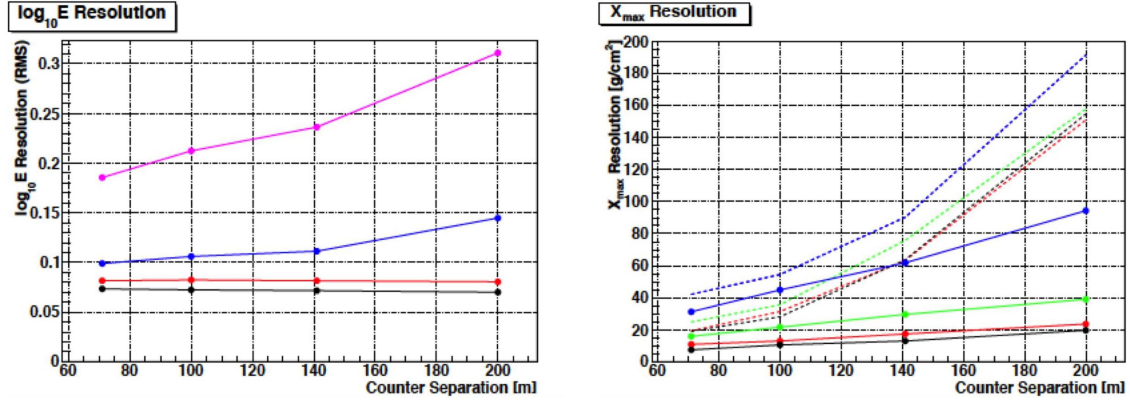 log10E Resolution
log10E Resolution (RMS)
0.3
0.25
0.2
0.15
0.1
0.05
0
60 80 100 120 140 160 180 200
Counter Separation [m]
Xmax Resolution
Xmax Resolution [g/cm²]
200
180
160
140
120
100
80
60
40
20
0
60 80 100 120 140 160 180 200
Counter Separation [m]